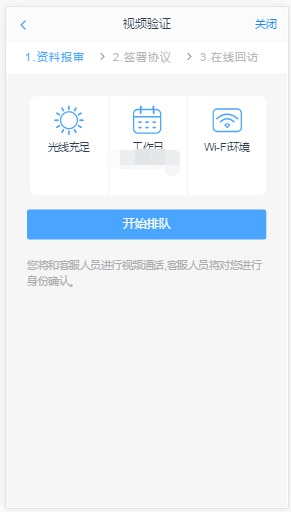 视频验证
关闭
1.资料报审 > 2.签署协议 > 3.在线回访
光线充足
工作日
Wi-Fi环境
开始排队
您将和客服人员进行视频通话,客服人员将对您进行
身份确认。